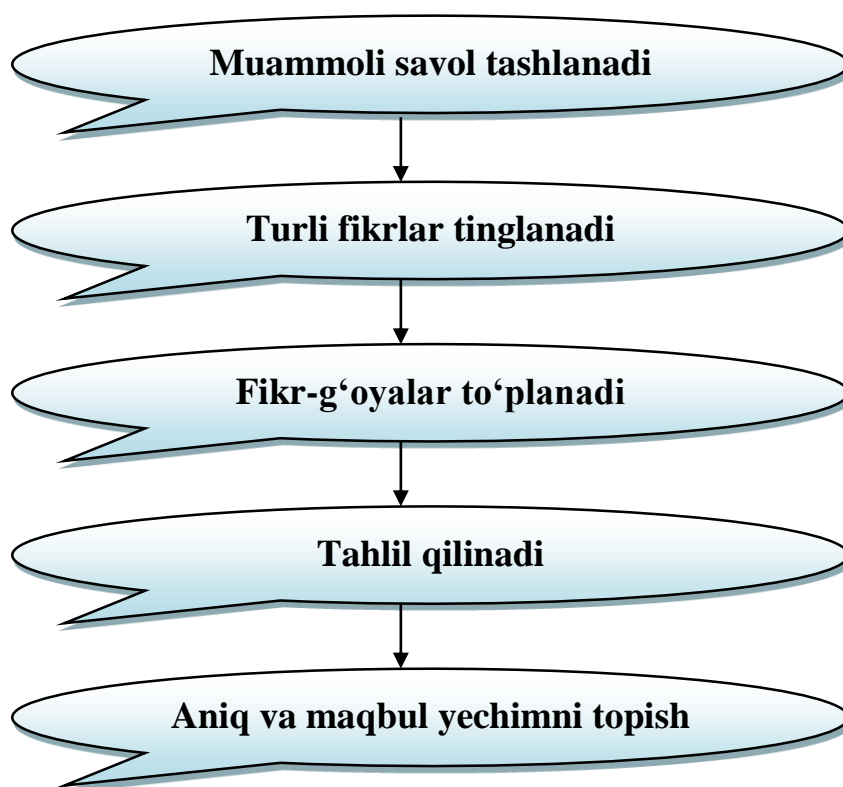 Muammoli savol tashlanadi
Turli fikrlar tinglanadi
Fikr-g‘oyalar to‘planadi
Tahlil qilinadi
Aniq va maqbul yechimni topish